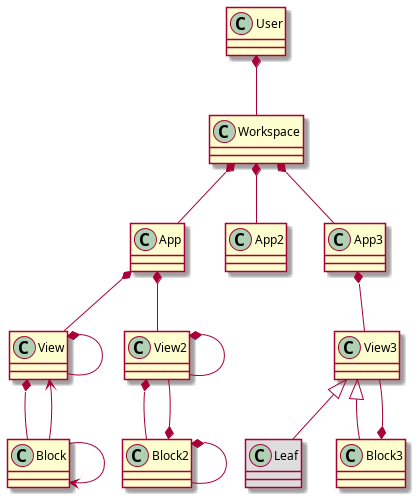 C User
C Workspace
C App
C App2
C App3
C View
C View2
C View3
C Block
C Block2
C Leaf
C Block3